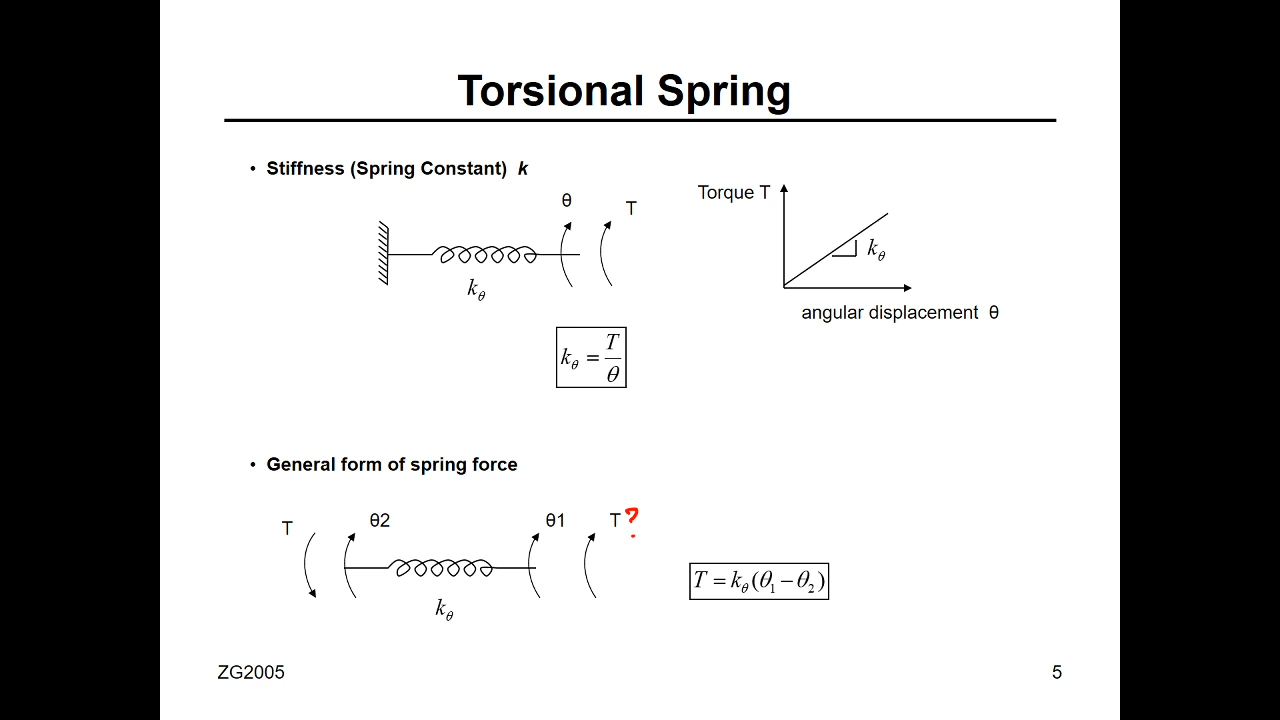 Torsional Spring
• Stiffness (Spring Constant) k
θ
T
kθ
kθ = T/θ
Torque T
kθ
angular displacement θ
• General form of spring force
T
θ2
θ1
T?
kθ
T = kθ(θ1 − θ2)
ZG2005
5